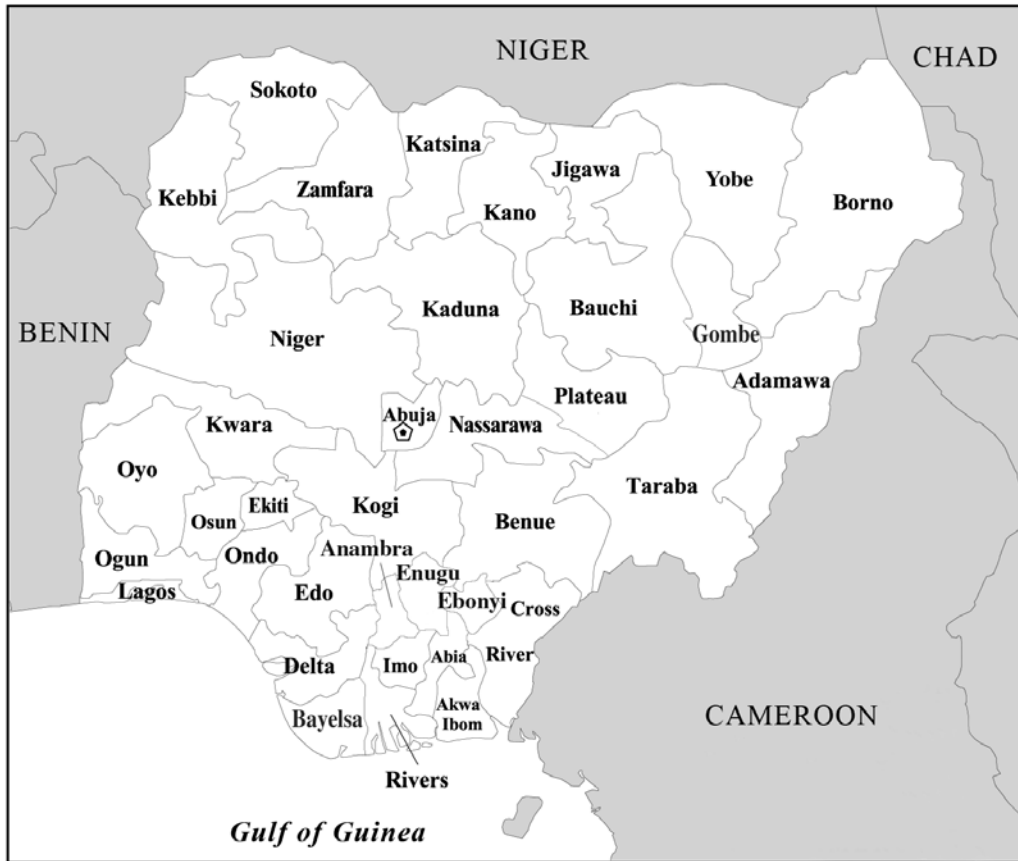 NIGER
CHAD
Sokoto
Katsina
Jigawa
Yobe
Zamfara
Kebbi
Kano
Borno
Kaduna
Bauchi
BENIN
Niger
Gombe
Adamawa
Plateau
Abuja
Nassarawa
Kwara
Oyo
Taraba
Ekiti
Kogi
Osun
Benue
Anambra
Ogun
Ondo
Enugu
Lagos
Edo
Ebonyi
Cross
River
Delta
Imo
Abia
Akwa
Ibom
Bayelsa
CAMEROON
Rivers
Gulf of Guinea